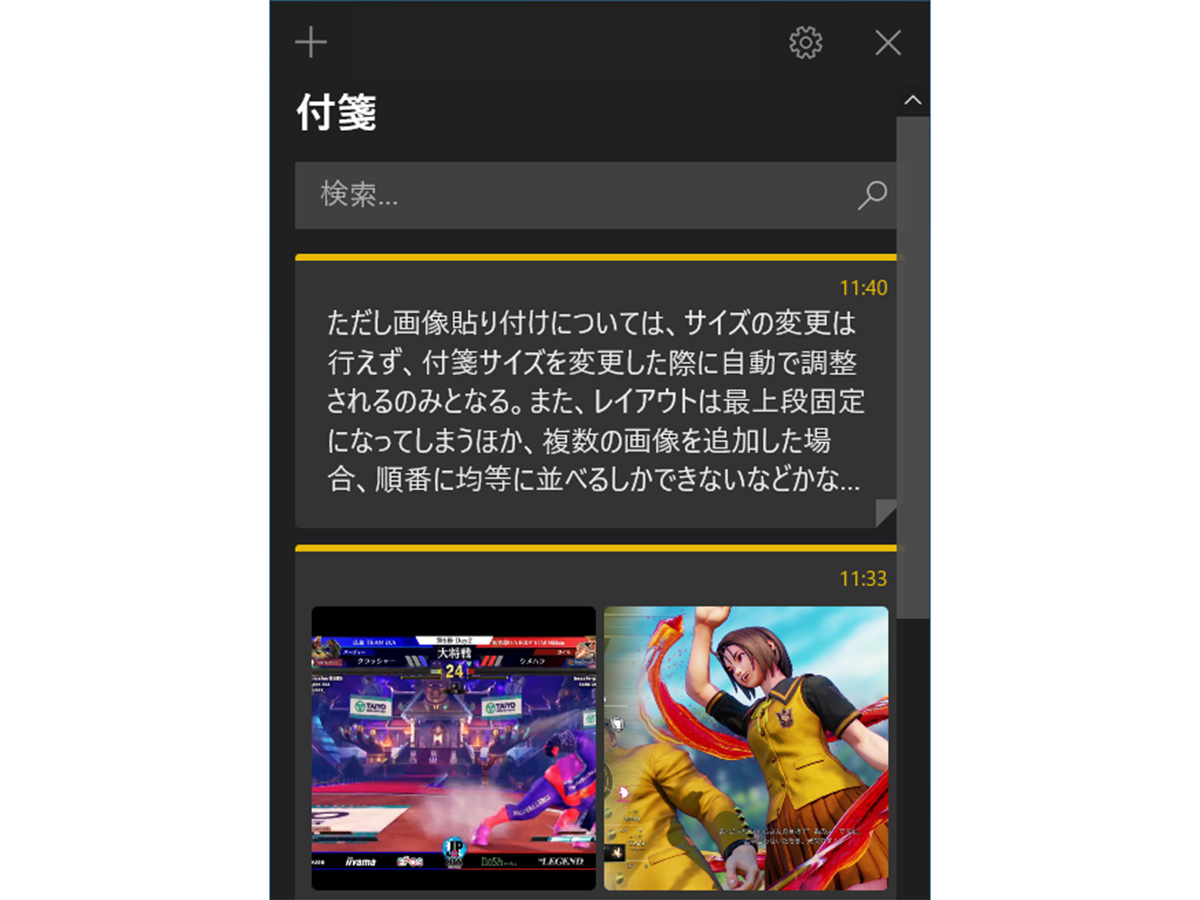 付箋
検索...
11:40
ただし画像貼り付けについては、サイズの変更は
行えず、付箋サイズを変更した際に自動で調整
されるのみとなる。また、レイアウトは最上段固定
になってしまうほか、複数の画像を追加した場
合、順番に均等に並べるしかできないなどかな...
11:33
大将戦
クラッシャー
ウメハラ
24
TAIYO
TAIYO
iiyama
LEGEND